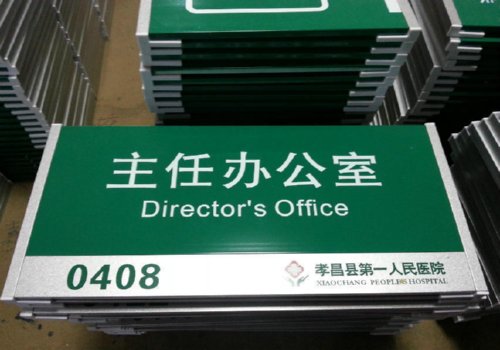 主任办公室
Director's Office
0408
孝昌县第一人民医院
XIAOCHANG PEOPLE'S HOSPITAL